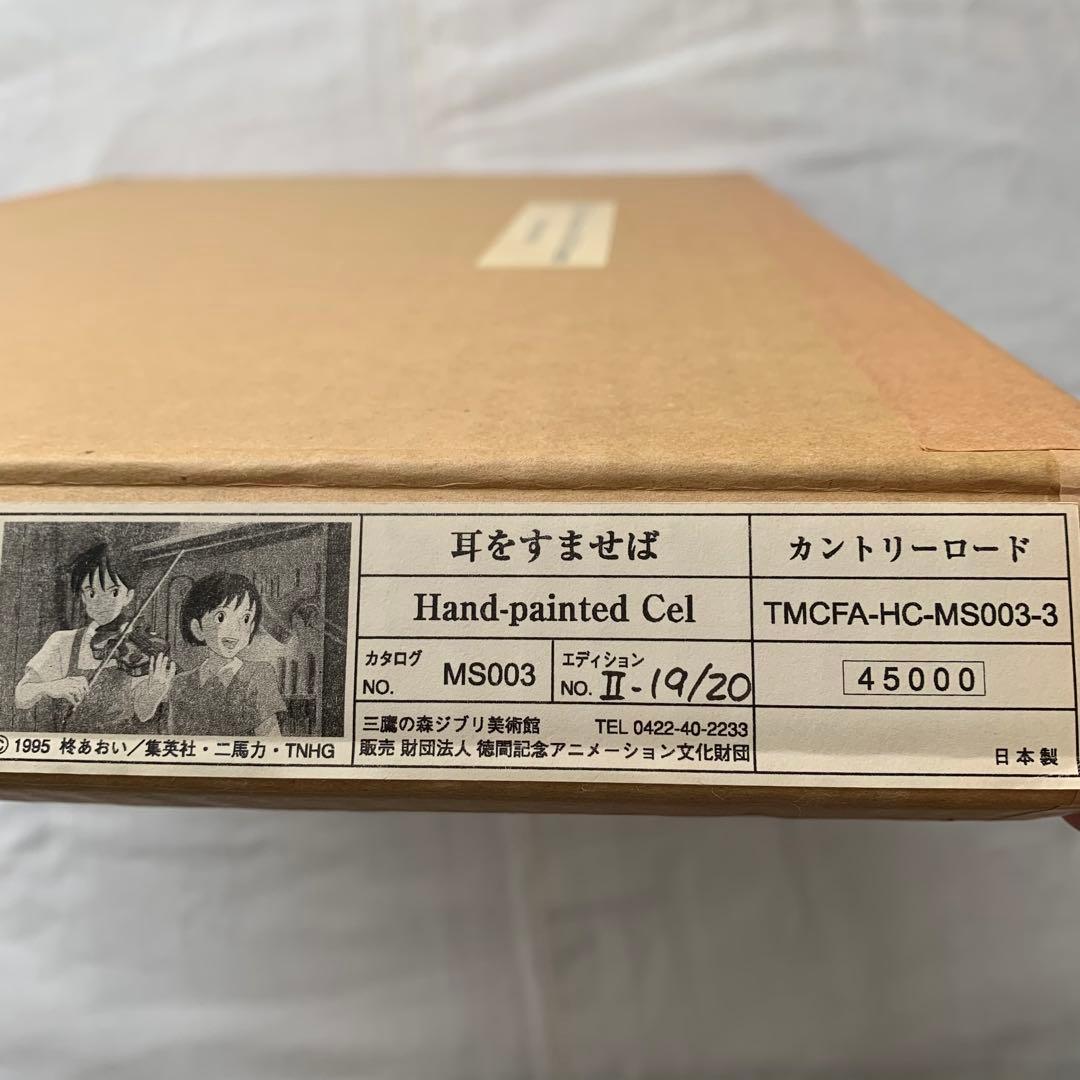 耳をすませば
カントリーロード
Hand-painted Cel
TMCFA-HC-MS003-3
カタログ NO. MS003
エディション NO. II-19/20
45000
三鷹の森ジブリ美術館 TEL 0422-40-2233
販売 財団法人 徳間記念アニメーション文化財団
日本製
© 1995 柊あおい／集英社・二馬力・TNHG